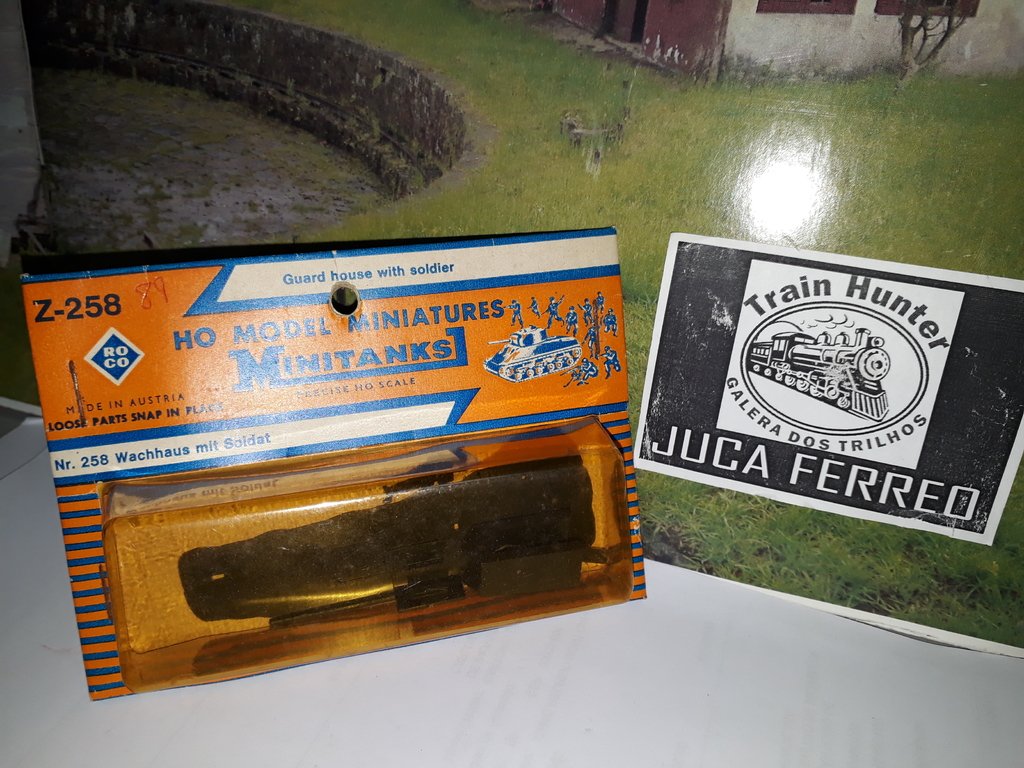 Guard house with soldier
Z-258 89
HO MODEL MINIATURES
ROCO
MINITANKS
PRECISE HO SCALE
MADE IN AUSTRIA
LOOSE PARTS SNAP IN PLACE
Nr. 258 Wachhaus mit Soldat
Train Hunter
GALERA DOS TRILHOS
JUCA FERREO